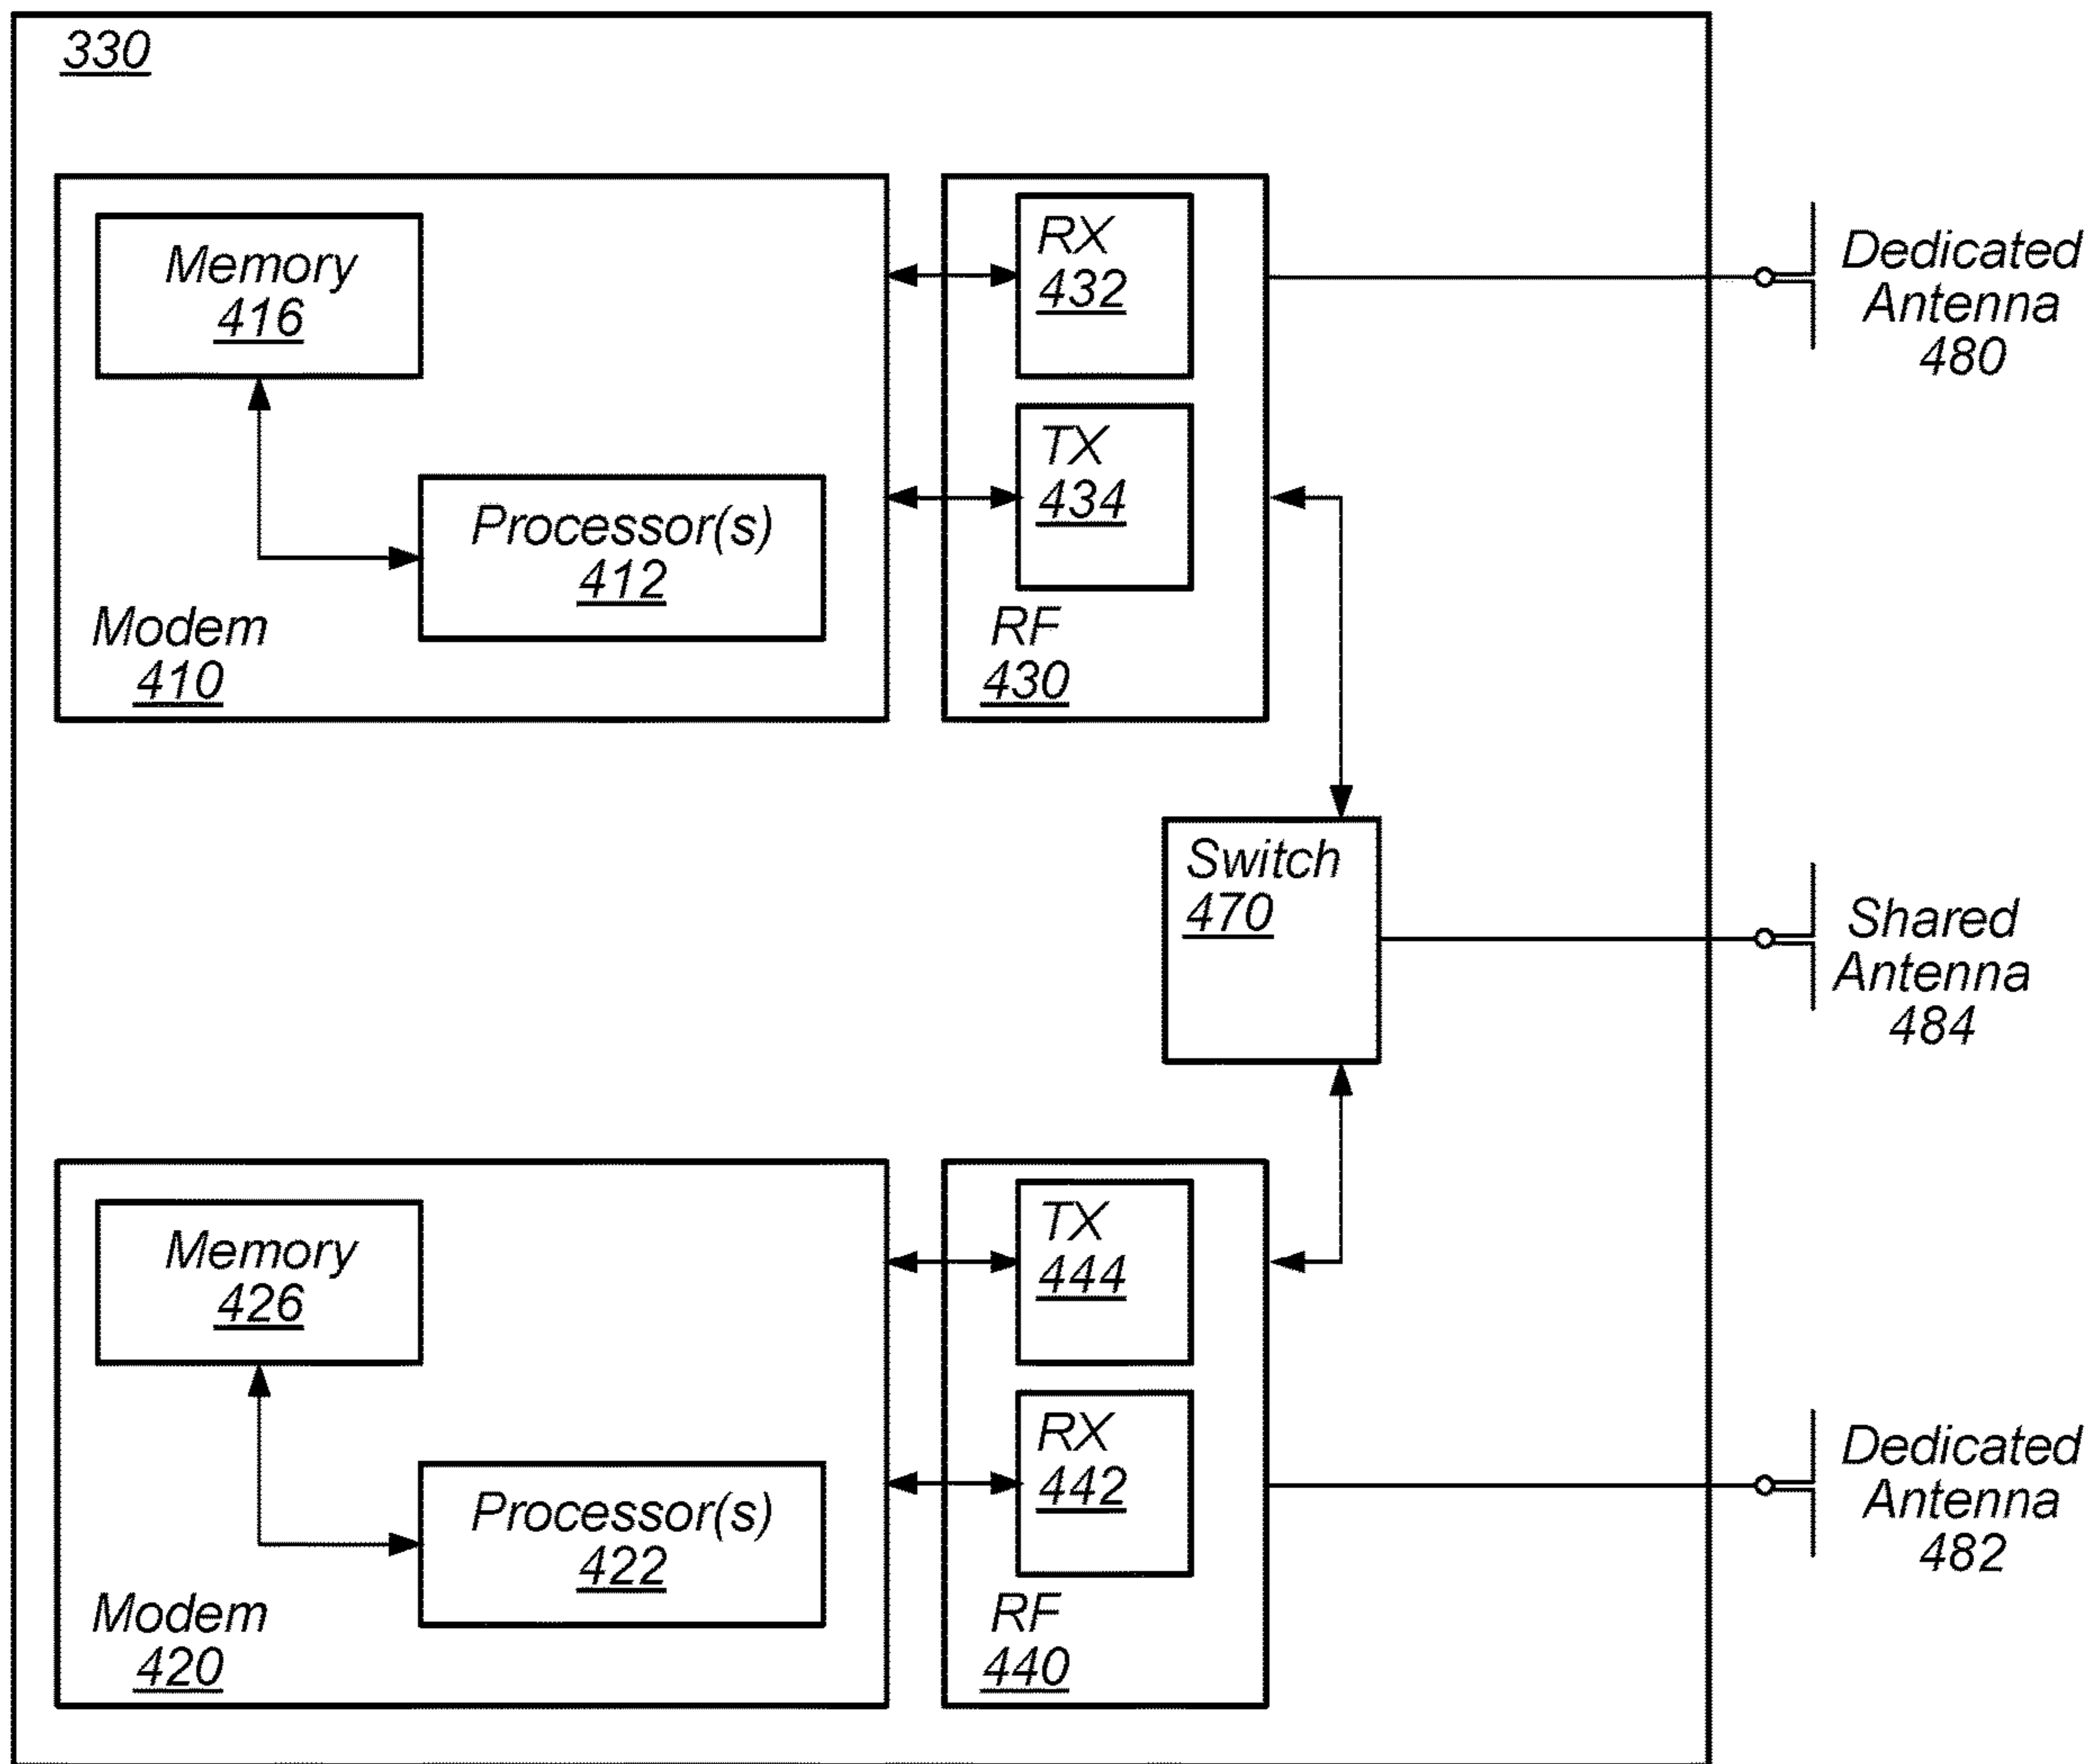 330
Memory
416
Processor(s)
412
Modem
410
RX
432
TX
434
RF
430
Dedicated
Antenna
480
Switch
470
Shared
Antenna
484
Memory
426
Processor(s)
422
Modem
420
TX
444
RX
442
RF
440
Dedicated
Antenna
482